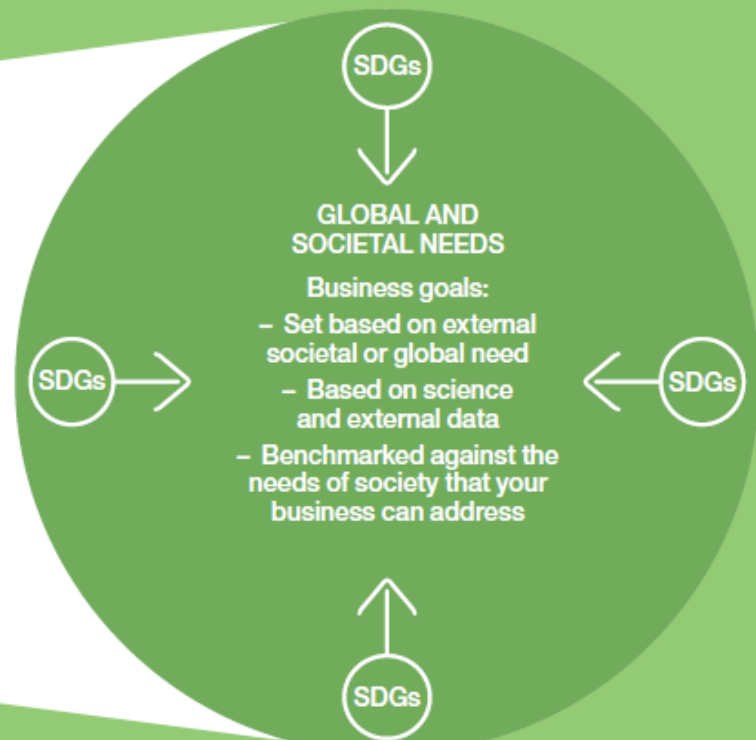 SDGs
GLOBAL AND
SOCIETAL NEEDS
Business goals:
– Set based on external
societal or global need
– Based on science
and external data
– Benchmarked against the
needs of society that your
business can address
SDGs
SDGs
SDGs